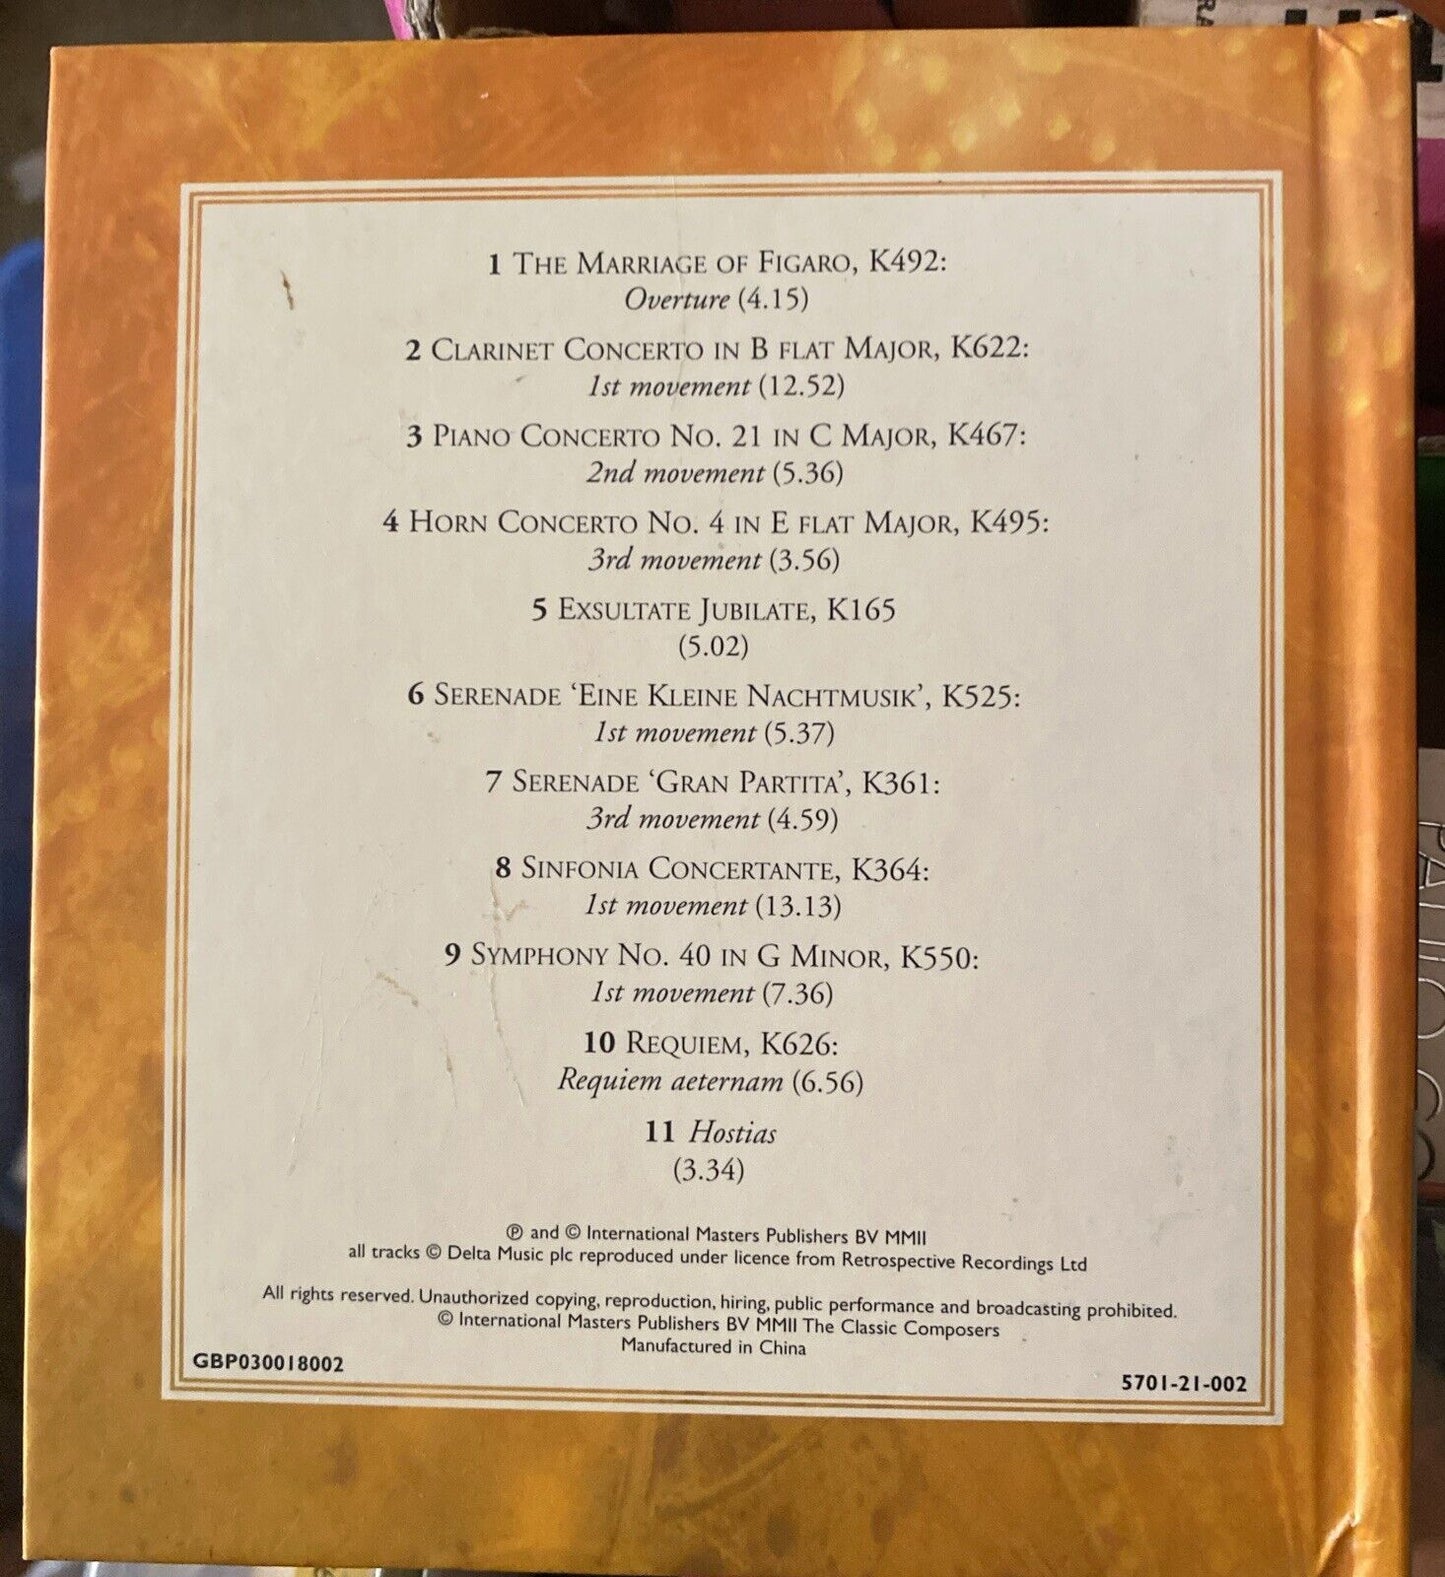 1 The Marriage of Figaro, K492:
Overture (4.15)
2 Clarinet Concerto in B flat Major, K622:
1st movement (12.52)
3 Piano Concerto No. 21 in C Major, K467:
2nd movement (5.36)
4 Horn Concerto No. 4 in E flat Major, K495:
3rd movement (3.56)
5 Exsultate Jubilate, K165
(5.02)
6 Serenade ‘Eine Kleine Nachtmusik’, K525:
1st movement (5.37)
7 Serenade ‘Gran Partita’, K361:
3rd movement (4.59)
8 Sinfonia Concertante, K364:
1st movement (13.13)
9 Symphony No. 40 in G Minor, K550:
1st movement (7.36)
10 Requiem, K626:
Requiem aeternam (6.56)
11 Hostias
(3.34)
℗ and © International Masters Publishers BV MMII
all tracks © Delta Music plc reproduced under licence from Retrospective Recordings Ltd
All rights reserved. Unauthorized copying, reproduction, hiring, public performance and broadcasting prohibited.
© International Masters Publishers BV MMII The Classic Composers
Manufactured in China
GBP030018002
5701-21-002